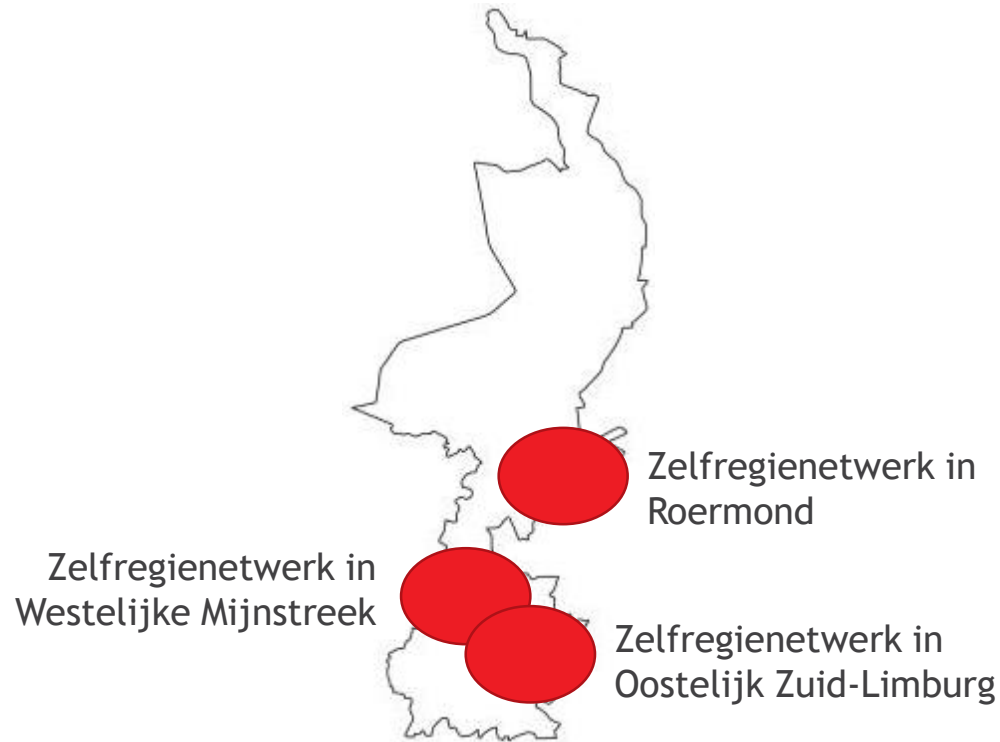 Zelfregienetwerk in
Roermond
Zelfregienetwerk in
Westelijke Mijnstreek
Zelfregienetwerk in
Oostelijk Zuid-Limburg